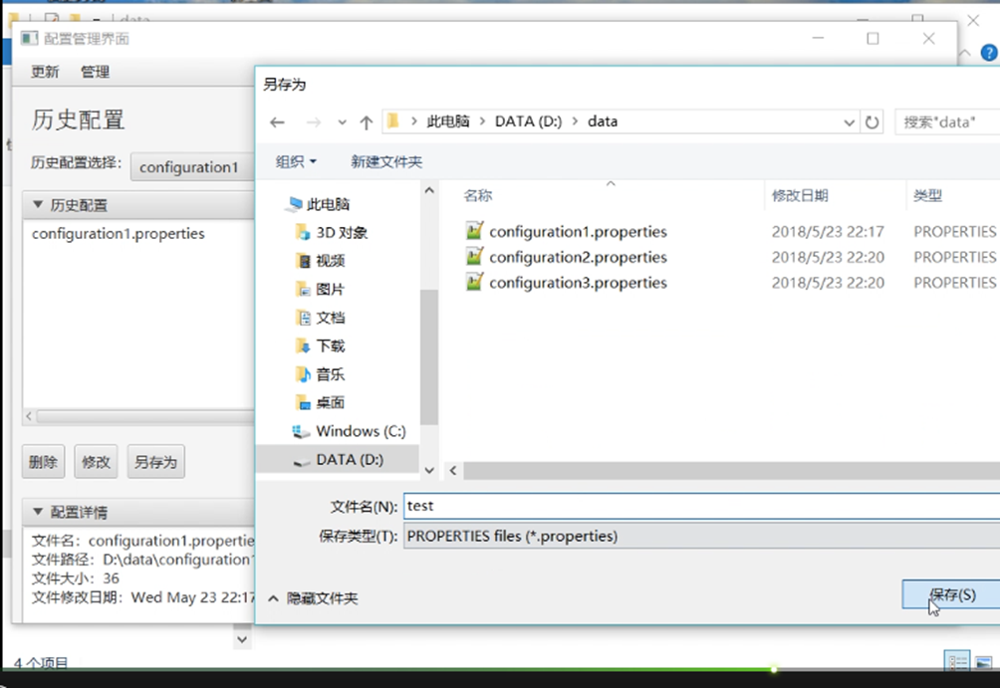 data
配置管理界面
更新 管理
历史配置
历史配置选择： configuration1
历史配置
configuration1.properties
删除 修改 另存为
配置详情
文件名：configuration1.propertie
文件路径：D:\data\configuration
文件大小：36
文件修改日期：Wed May 23 22:17
4 个项目
另存为
此电脑 > DATA (D:) > data
搜索"data"
组织 新建文件夹
此电脑
3D 对象
视频
图片
文档
下载
音乐
桌面
Windows (C:)
DATA (D:)
名称 修改日期 类型
configuration1.properties 2018/5/23 22:17 PROPERTIES
configuration2.properties 2018/5/23 22:20 PROPERTIES
configuration3.properties 2018/5/23 22:20 PROPERTIES
文件名(N): test
保存类型(T): PROPERTIES files (*.properties)
隐藏文件夹
保存(S)